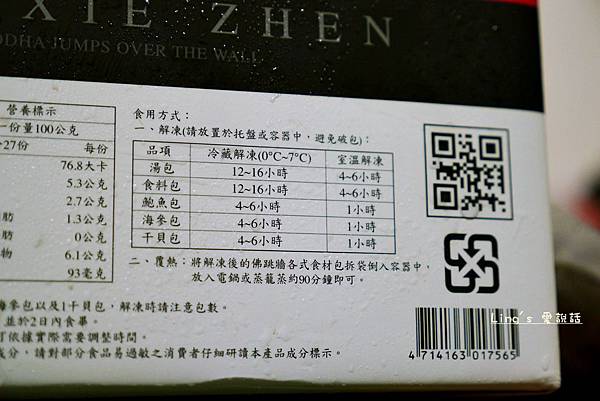 XIE ZHEN
DDHA-JUMPS OVER THE WALL
營養標示
一份量100公克
27份
每份
76.8大卡
5.3公克
2.7公克
肪 1.3公克
肪 0公克
物 6.1公克
93毫克
食用方式：
一、解凍(請放置於托盤或容器中，避免破包)：
品項 冷藏解凍(0°C~7°C) 室溫解凍
湯包 12~16小時 4~6小時
食料包 12~16小時 4~6小時
鮑魚包 4~6小時 1小時
海參包 4~6小時 1小時
干貝包 4~6小時 1小時
二、覆熱：將解凍後的佛跳牆各式食材包拆袋倒入容器中，
放入電鍋或蒸籠蒸約90分鐘即可。
海參包以及1干貝包，解凍時請注意包數。
並於2日內食畢。
可依據實際需要調整時間。
成分，請對部分食品易過敏之消費者仔細研讀本產品成分標示。
Ling's 愛說話
4 714163 017565